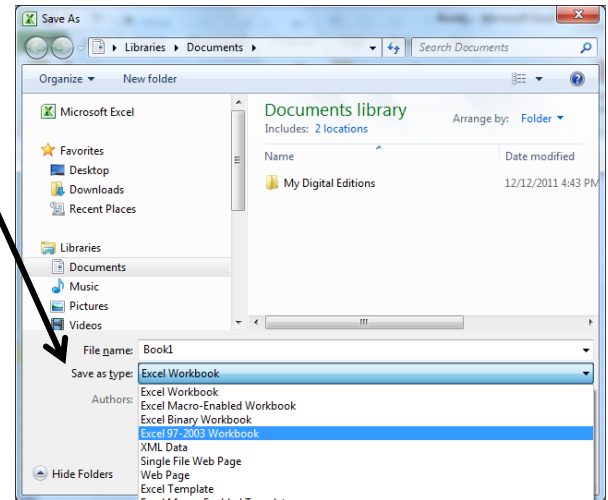 Save As
Libraries ▸ Documents ▸
Search Documents
Organize
New folder
Microsoft Excel
Favorites
Desktop
Downloads
Recent Places
Libraries
Documents
Music
Pictures
Videos
Documents library
Includes: 2 locations
Arrange by: Folder
Name
Date modified
My Digital Editions
12/12/2011 4:43 PM
File name: Book1
Save as type: Excel Workbook
Authors:
Excel Workbook
Excel Macro-Enabled Workbook
Excel Binary Workbook
Excel 97-2003 Workbook
XML Data
Single File Web Page
Web Page
Excel Template
Hide Folders